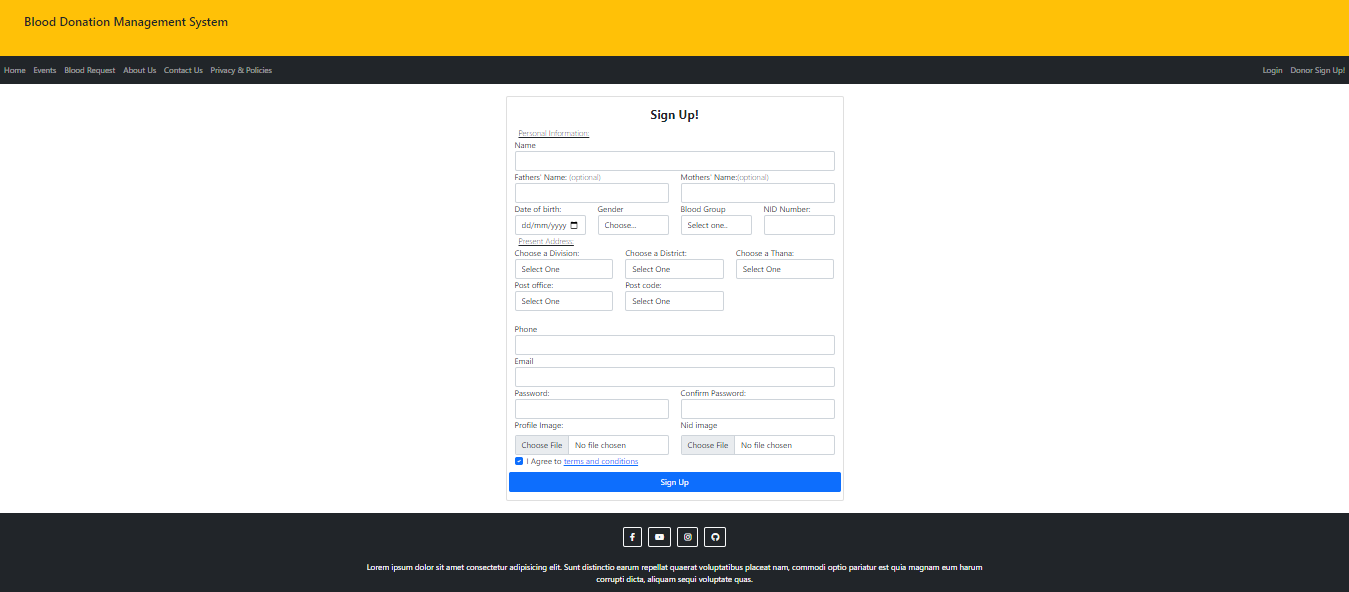 Blood Donation Management System
Home Events Blood Request About Us Contact Us Privacy & Policies Login Donor Sign Up!
Sign Up!
Personal Information:
Name
Fathers' Name: (optional) Mothers' Name:(optional)
Date of birth: Gender Blood Group NID Number:
dd/mm/yyyy Choose... Select one..
Present Address:
Choose a Division: Choose a District: Choose a Thana:
Select One Select One Select One
Post office: Post code:
Select One Select One
Phone
Email
Password: Confirm Password:
Profile Image: Nid image
Choose File No file chosen Choose File No file chosen
I Agree to terms and conditions
Sign Up
Lorem ipsum dolor sit amet consectetur adipisicing elit. Sunt distinctio earum repellat quaerat voluptatibus placeat nam, commodi optio pariatur est quia magnam eum harum
corrupti dicta, aliquam sequi voluptate quas.